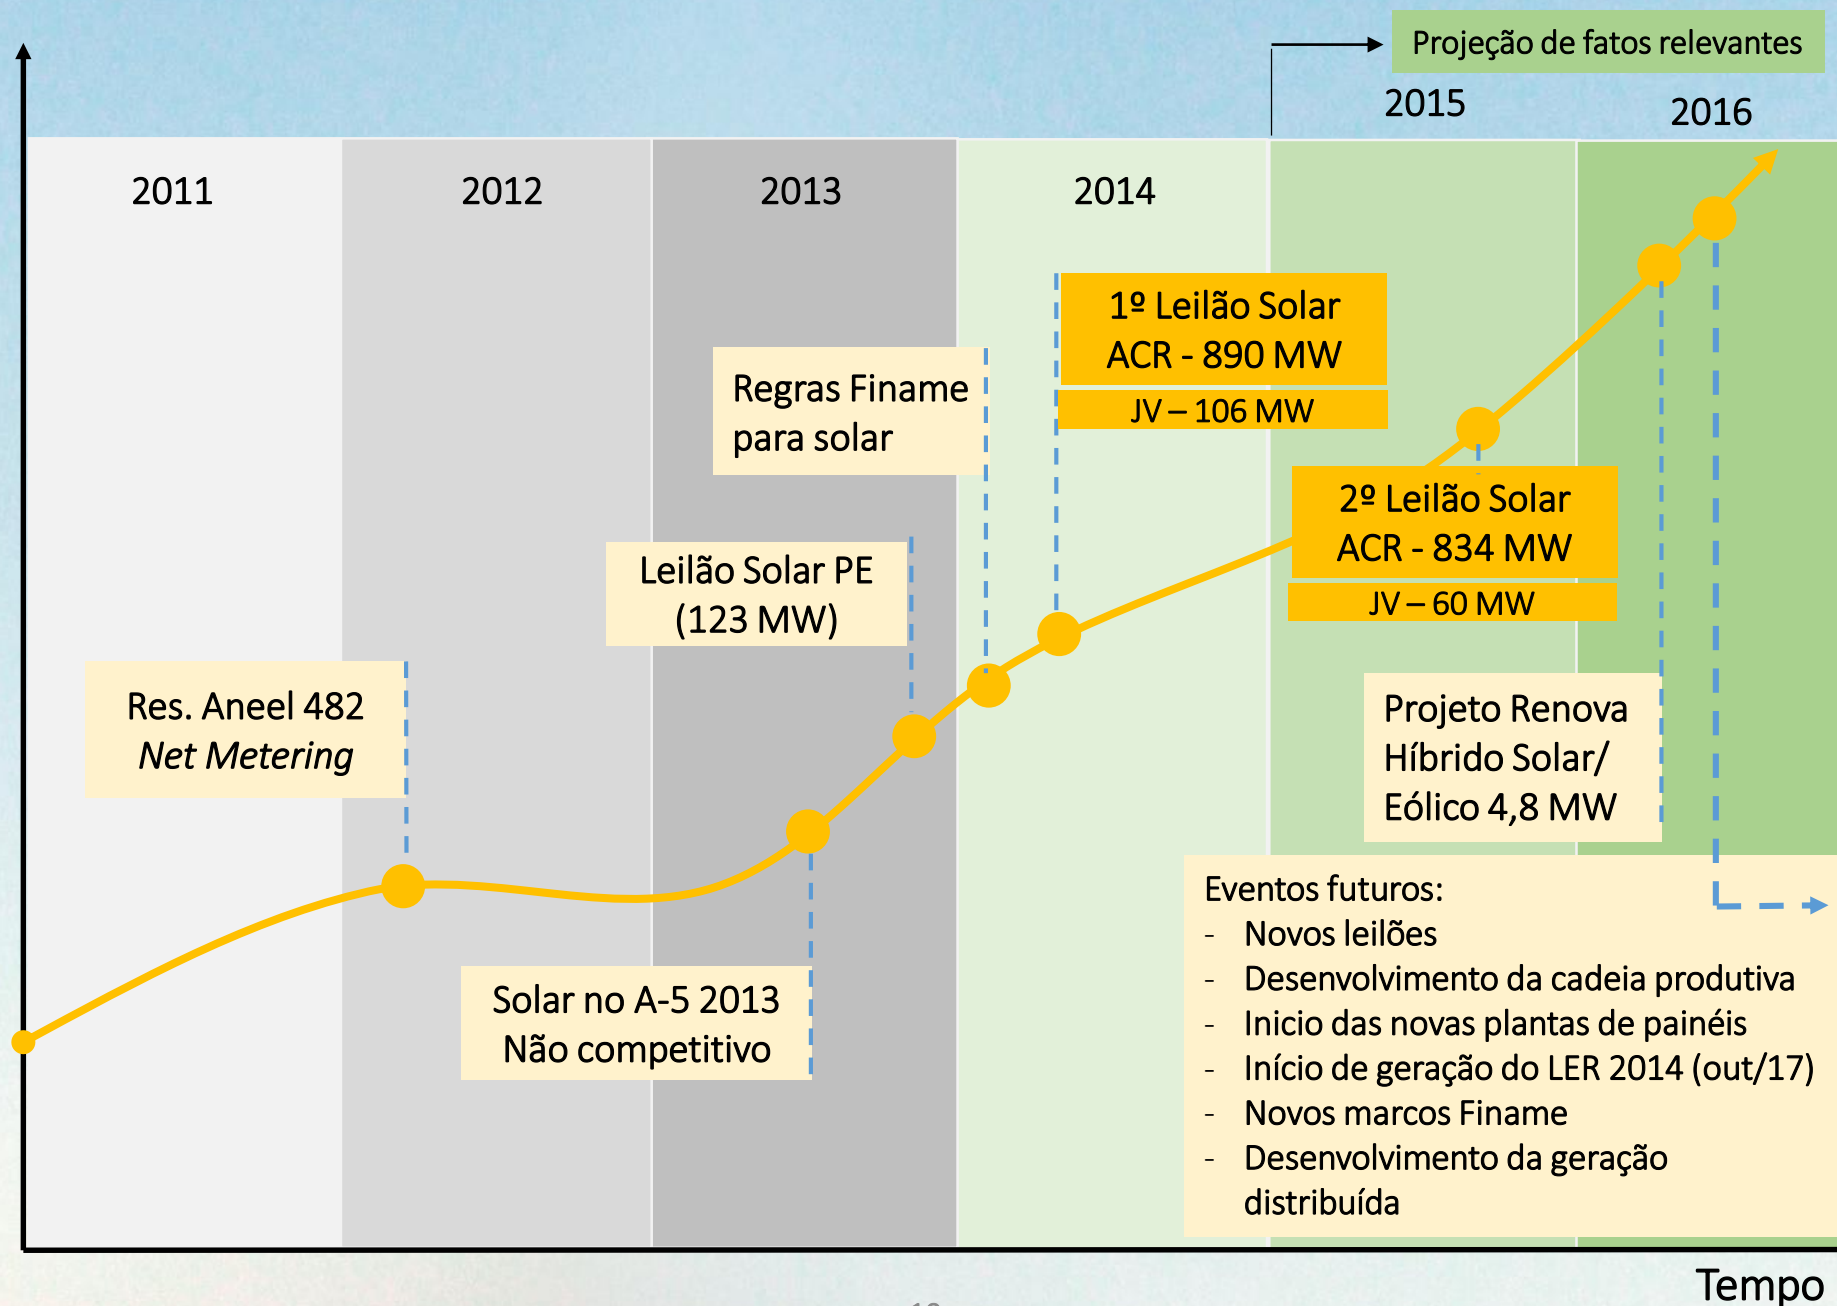 Projeção de fatos relevantes
2015
2016
2011
2012
2013
2014
1º Leilão Solar
ACR - 890 MW
JV – 106 MW
Regras Finame
para solar
2º Leilão Solar
ACR - 834 MW
JV – 60 MW
Leilão Solar PE
(123 MW)
Res. Aneel 482
Net Metering
Projeto Renova
Híbrido Solar/
Eólico 4,8 MW
Solar no A-5 2013
Não competitivo
Eventos futuros:
- Novos leilões
- Desenvolvimento da cadeia produtiva
- Inicio das novas plantas de painéis
- Início de geração do LER 2014 (out/17)
- Novos marcos Finame
- Desenvolvimento da geração
distribuída
Tempo